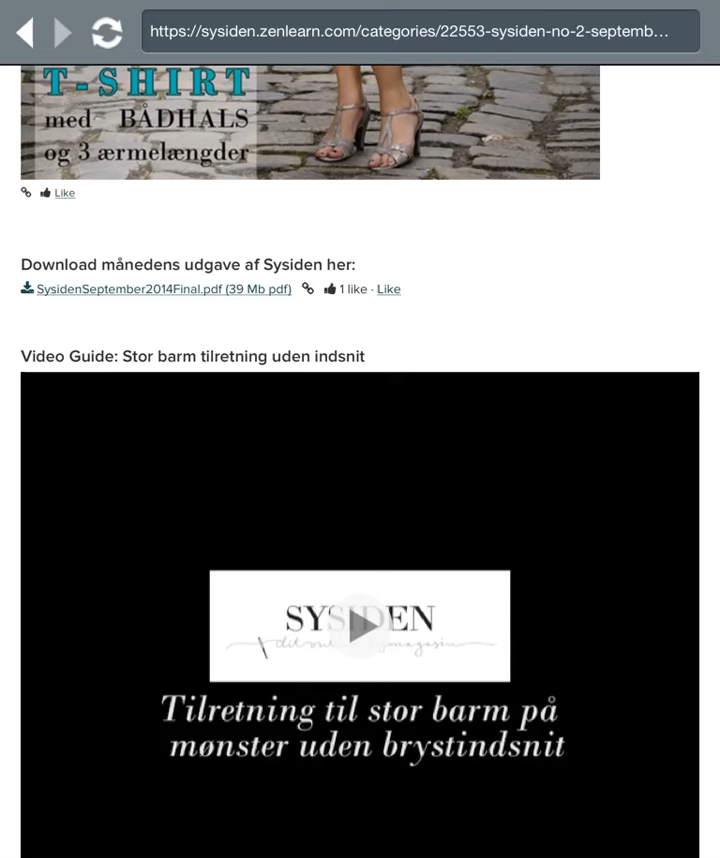 https://sysiden.zenlearn.com/categories/22553-sysiden-no-2-septemb...
T-SHIRT
med BÅDHALS
og 3 ærmelængder
Like
Download månedens udgave af Sysiden her:
SysidenSeptember2014Final.pdf (39 Mb pdf) 1 like · Like
Video Guide: Stor barm tilretning uden indsnit
SYSIDEN
Tilretning til stor barm på
mønster uden brystindsnit